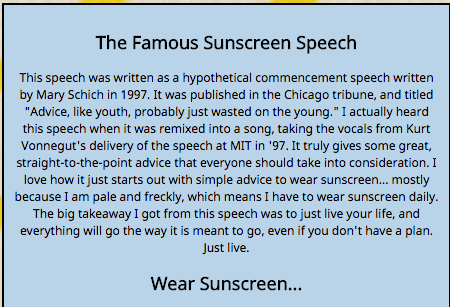 The Famous Sunscreen Speech
This speech was written as a hypothetical commencement speech written
by Mary Schich in 1997. It was published in the Chicago tribune, and titled
"Advice, like youth, probably just wasted on the young." I actually heard
this speech when it was remixed into a song, taking the vocals from Kurt
Vonnegut's delivery of the speech at MIT in '97. It truly gives some great,
straight-to-the-point advice that everyone should take into consideration. I
love how it just starts out with simple advice to wear sunscreen... mostly
because I am pale and freckly, which means I have to wear sunscreen daily.
The big takeaway I got from this speech was to just live your life, and
everything will go the way it is meant to go, even if you don't have a plan.
Just live.
Wear Sunscreen...